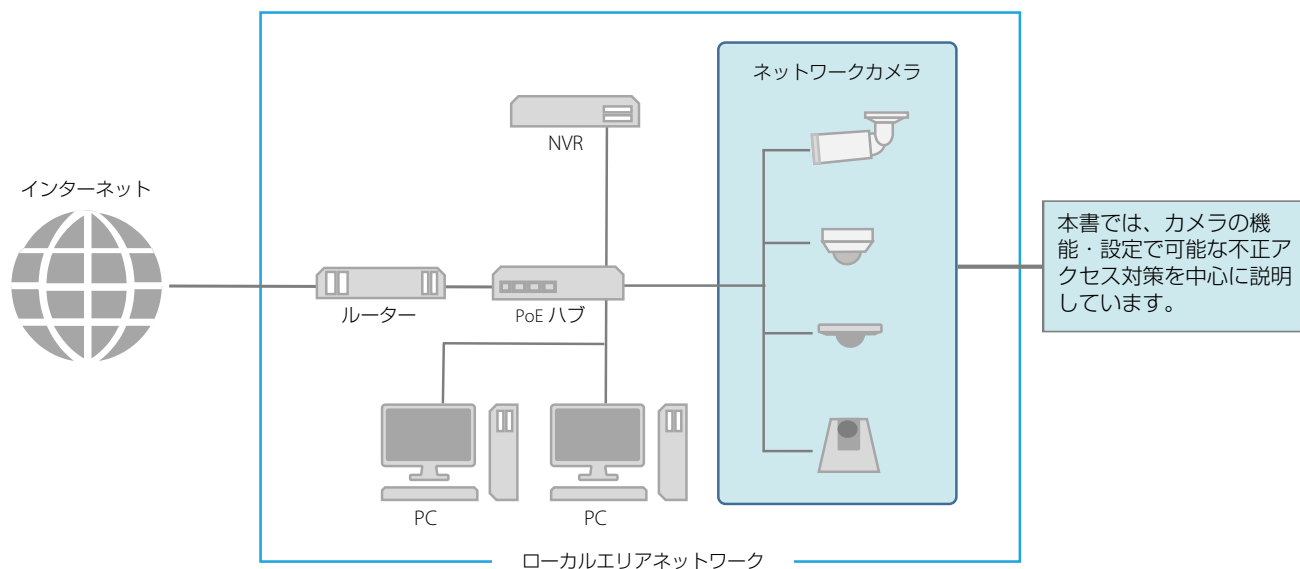 ネットワークカメラ
NVR
インターネット
本書では、カメラの機
能・設定で可能な不正ア
クセス対策を中心に説明
しています。
ルーター
PoE ハブ
PC
PC
ローカルエリアネットワーク